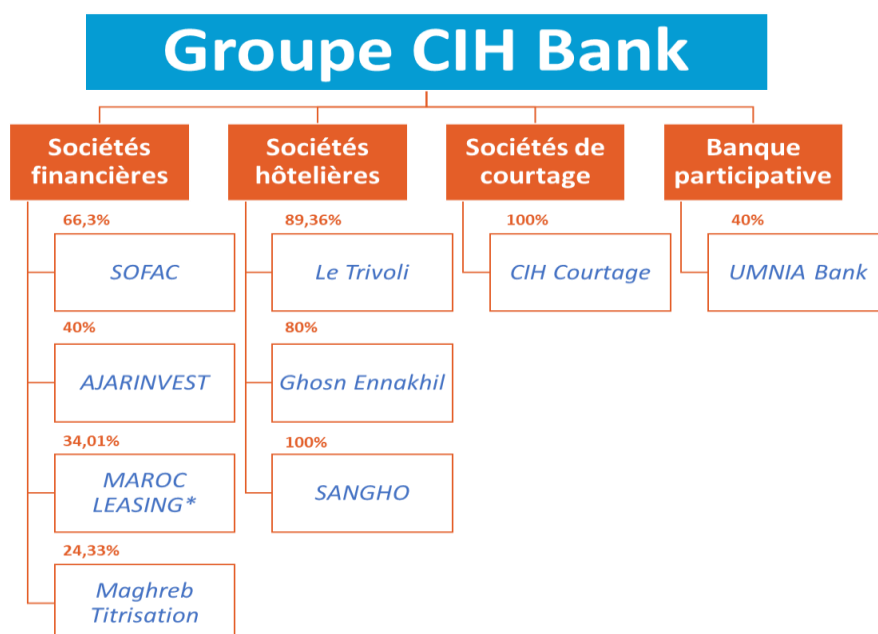 Groupe CIH Bank
Sociétés
financières
66,3%
SOFAC
40%
AJARINVEST
34,01%
MAROC
LEASING*
24,33%
Maghreb
Titrisation
Sociétés
hôtelières
89,36%
Le Trivoli
80%
Ghosn Ennakhil
100%
SANGHO
Sociétés de
courtage
100%
CIH Courtage
Banque
participative
40%
UMNIA Bank